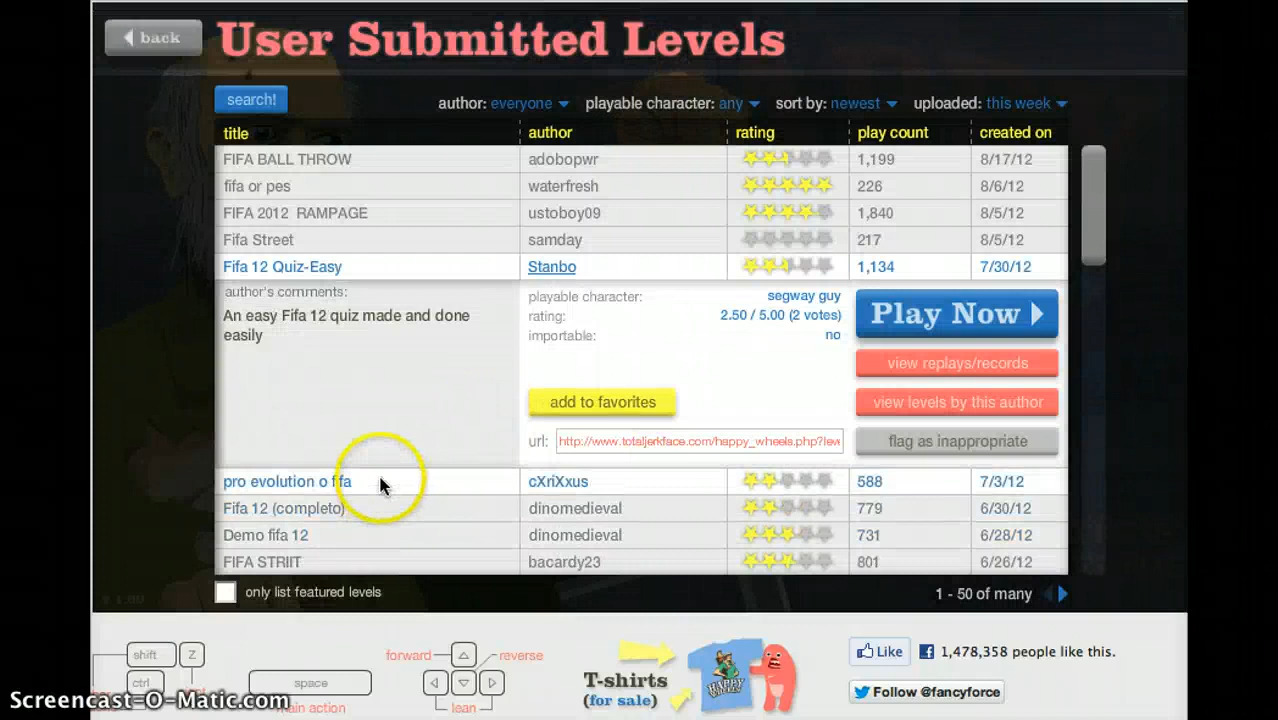 back
User Submitted Levels
search!
author: everyone playable character: any sort by: newest uploaded: this week
title author rating play count created on
FIFA BALL THROW adobopwr 1,199 8/17/12
fifa or pes waterfresh 226 8/6/12
FIFA 2012 RAMPAGE ustoboy09 1,840 8/5/12
Fifa Street samday 217 8/5/12
Fifa 12 Quiz-Easy Stanbo 1,134 7/30/12
author's comments:
An easy Fifa 12 quiz made and done
easily
playable character: segway guy
rating: 2.50 / 5.00 (2 votes)
importable: no
add to favorites
url: http://www.totaljerkface.com/happy_wheels.php?leve
Play Now
view replays/records
view levels by this author
flag as inappropriate
pro evolution o fifa cXriXxus 588 7/3/12
Fifa 12 (completo) dinomedieval 779 6/30/12
Demo fifa 12 dinomedieval 731 6/28/12
FIFA STRIIT bacardy23 801 6/26/12
only list featured levels
1 - 50 of many
shift Z
ctrl
space
main action
forward reverse
lean
T-shirts
(for sale)
HAPPY WHEELS
Like 1,478,358 people like this.
Follow @fancyforce
Screencast-O-Matic.com